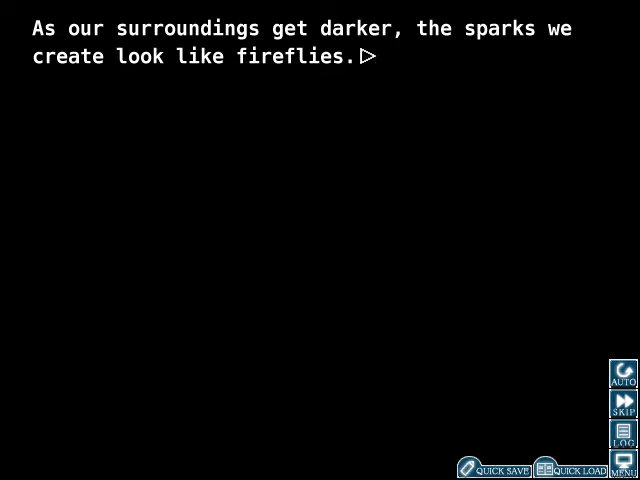 As our surroundings get darker, the sparks we
create look like fireflies.
AUTO
SKIP
LOG
QUICK SAVE
QUICK LOAD
MENU